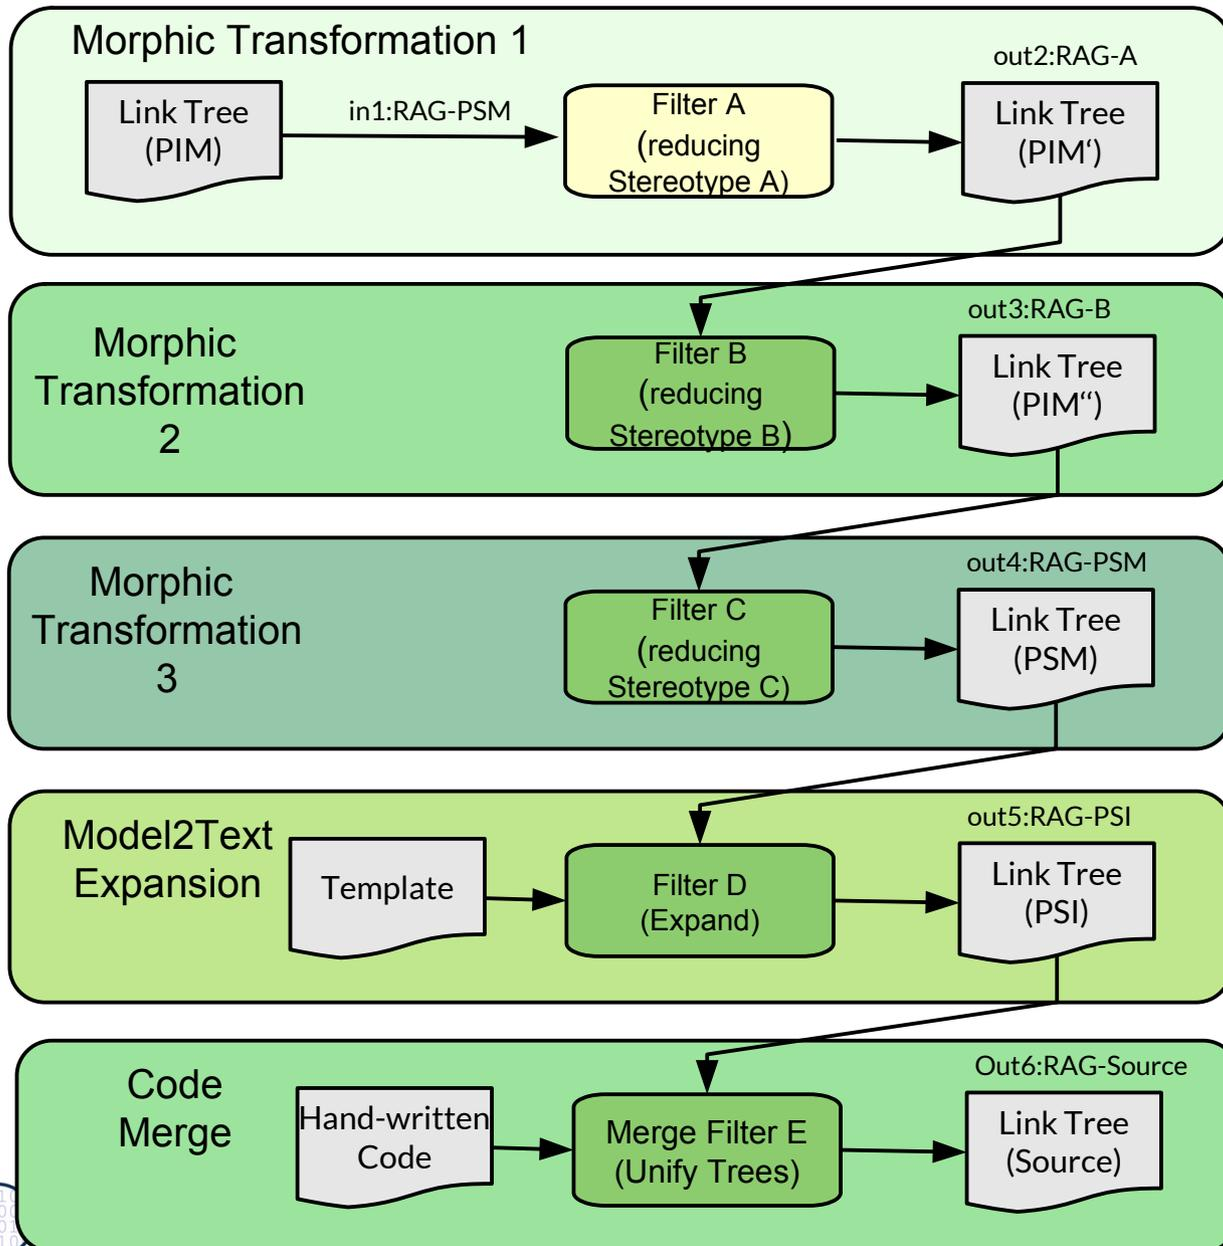 Morphic Transformation 1
out2:RAG-A
Link Tree
(PIM)
in1:RAG-PSM
Filter A
(reducing
Stereotype A)
Link Tree
(PIM‘)
Morphic
Transformation
2
out3:RAG-B
Filter B
(reducing
Stereotype B)
Link Tree
(PIM“)
Morphic
Transformation
3
out4:RAG-PSM
Filter C
(reducing
Stereotype C)
Link Tree
(PSM)
Model2Text
Expansion
out5:RAG-PSI
Template
Filter D
(Expand)
Link Tree
(PSI)
Code
Merge
Out6:RAG-Source
Hand-written
Code
Merge Filter E
(Unify Trees)
Link Tree
(Source)